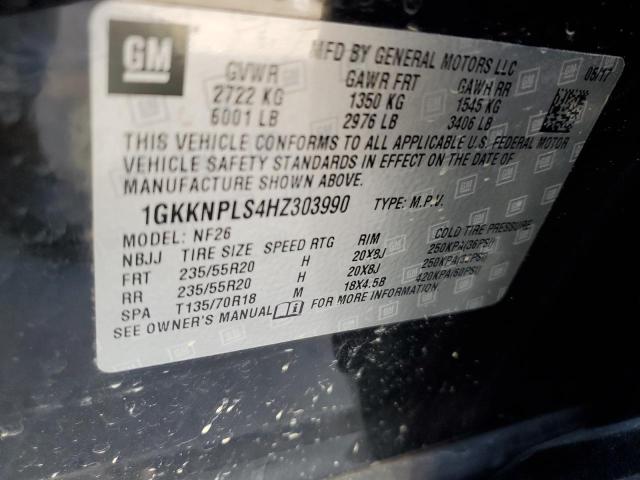 GM
MFD BY GENERAL MOTORS LLC
05/17
GVWR GAWR FRT GAWR RR
2722 KG 1350 KG 1545 KG
6001 LB 2976 LB 3406 LB
THIS VEHICLE CONFORMS TO ALL APPLICABLE U.S. FEDERAL MOTOR
VEHICLE SAFETY STANDARDS IN EFFECT ON THE DATE OF
MANUFACTURE SHOWN ABOVE.
1GKKNPLS4HZ303990 TYPE: M.P.V.
MODEL: NF26
NBJJ TIRE SIZE SPEED RTG RIM COLD TIRE PRESSURE
FRT 235/55R20 H 20X8J 250KPA(36PSI)
RR 235/55R20 H 20X8J
SPA T135/70R18 M 18X4.5B 420KPA(60PSI)
SEE OWNER'S MANUAL FOR MORE INFORMATION